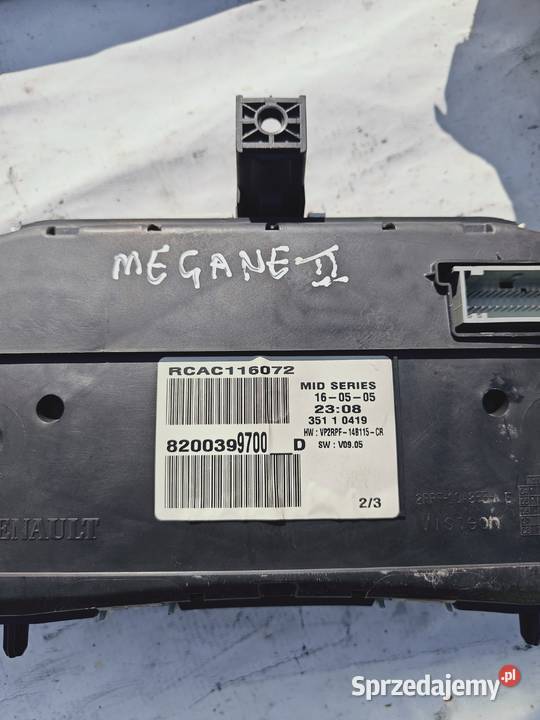 MEGANE II
RCAC116072
MID SERIES
16-05-05
23:08
351 1 0419
HW : VP2RPF-14B115-CR
SW : V09.05
8200399700__D
2/3
RENAULT
Visteon
Sprzedajemy.pl